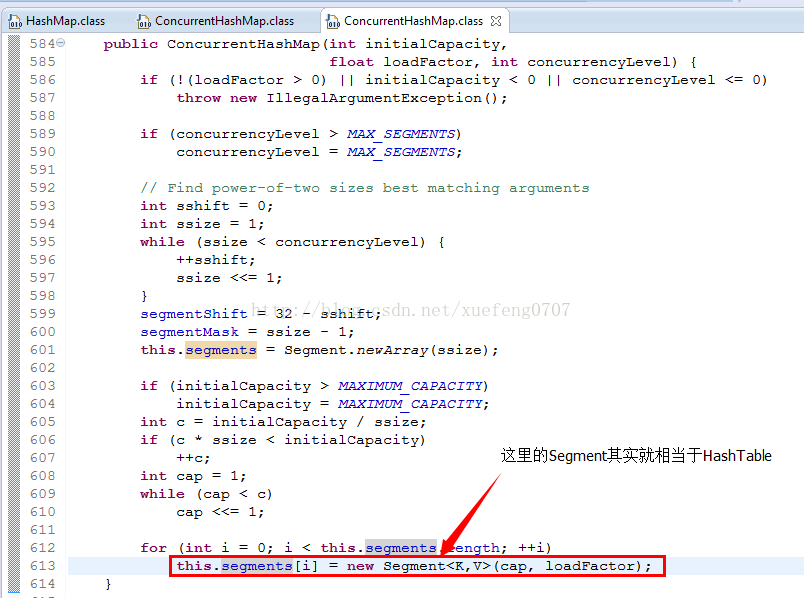 HashMap.class ConcurrentHashMap.class ConcurrentHashMap.class
584 public ConcurrentHashMap(int initialCapacity,
585 float loadFactor, int concurrencyLevel) {
586 if (!(loadFactor > 0) || initialCapacity < 0 || concurrencyLevel <= 0)
587 throw new IllegalArgumentException();
588
589 if (concurrencyLevel > MAX_SEGMENTS)
590 concurrencyLevel = MAX_SEGMENTS;
591
592 // Find power-of-two sizes best matching arguments
593 int sshift = 0;
594 int ssize = 1;
595 while (ssize < concurrencyLevel) {
596 ++sshift;
597 ssize <<= 1;
598 }
http://blog.csdn.net/xuefeng0707
599 segmentShift = 32 - sshift;
600 segmentMask = ssize - 1;
601 this.segments = Segment.newArray(ssize);
602
603 if (initialCapacity > MAXIMUM_CAPACITY)
604 initialCapacity = MAXIMUM_CAPACITY;
605 int c = initialCapacity / ssize;
606 if (c * ssize < initialCapacity)
607 ++c;
这里的Segment其实就相当于HashTable
608 int cap = 1;
609 while (cap < c)
610 cap <<= 1;
611
612 for (int i = 0; i < this.segments.length; ++i)
613 this.segments[i] = new Segment<K,V>(cap, loadFactor);
614 }